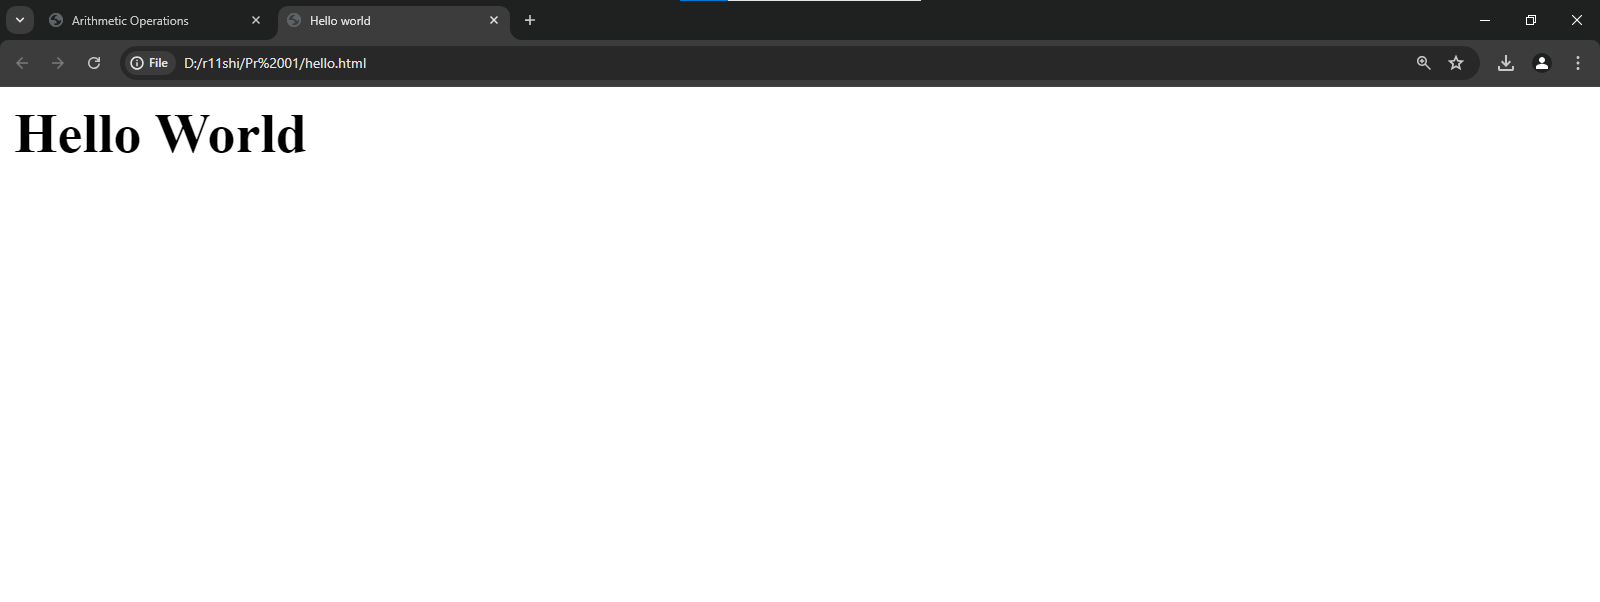 Arithmetic Operations
Hello world
File D:/r11shi/Pr%2001/hello.html
Hello World